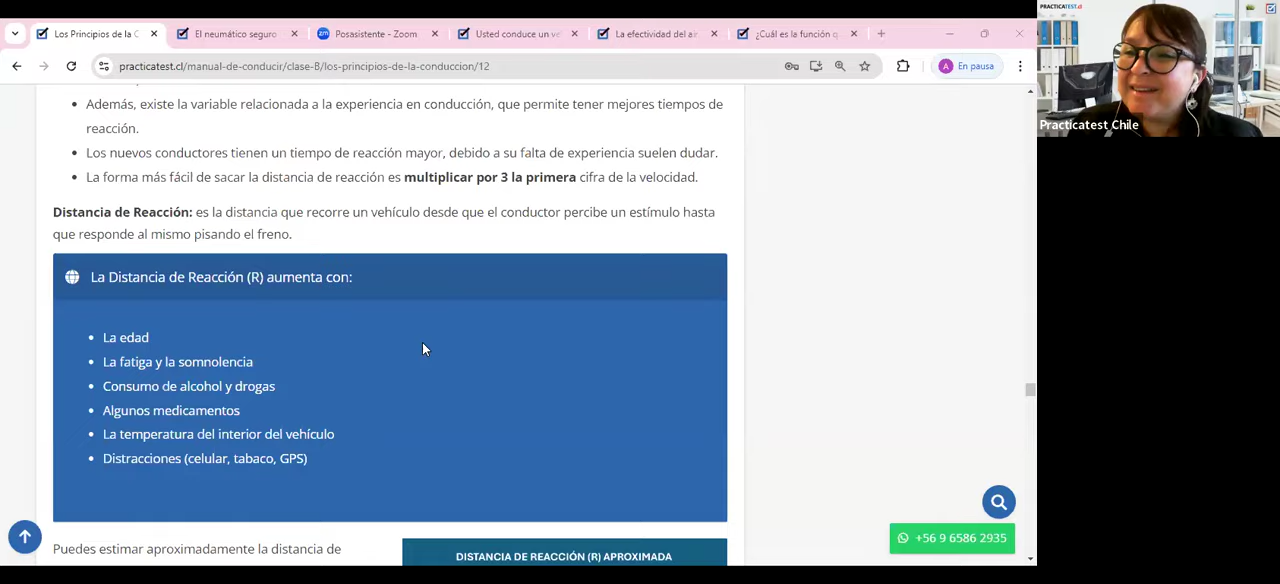 Los Principios de la C
El neumático seguro
Posasistente - Zoom
Usted conduce un ve
La efectividad del ai
¿Cuál es la función q
practicatest.cl/manual-de-conducir/clase-B/los-principios-de-la-conduccion/12
A En pausa
PRACTICATEST.cl
Practicatest Chile
Además, existe la variable relacionada a la experiencia en conducción, que permite tener mejores tiempos de
reacción.
Los nuevos conductores tienen un tiempo de reacción mayor, debido a su falta de experiencia suelen dudar.
La forma más fácil de sacar la distancia de reacción es multiplicar por 3 la primera cifra de la velocidad.
Distancia de Reacción: es la distancia que recorre un vehículo desde que el conductor percibe un estímulo hasta
que responde al mismo pisando el freno.
La Distancia de Reacción (R) aumenta con:
La edad
La fatiga y la somnolencia
Consumo de alcohol y drogas
Algunos medicamentos
La temperatura del interior del vehículo
Distracciones (celular, tabaco, GPS)
+56 9 6586 2935
Puedes estimar aproximadamente la distancia de
DISTANCIA DE REACCIÓN (R) APROXIMADA